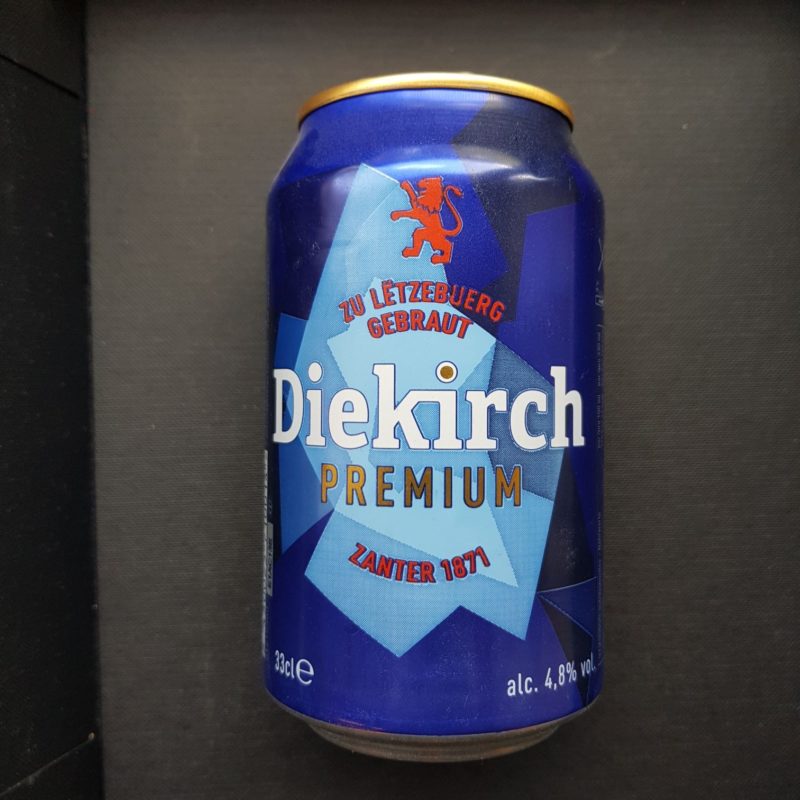 ZU LËTZEBUERG
GEBRAUT
Diekirch
PREMIUM
ZANTER 1871
33cl e
alc. 4,8% vol.